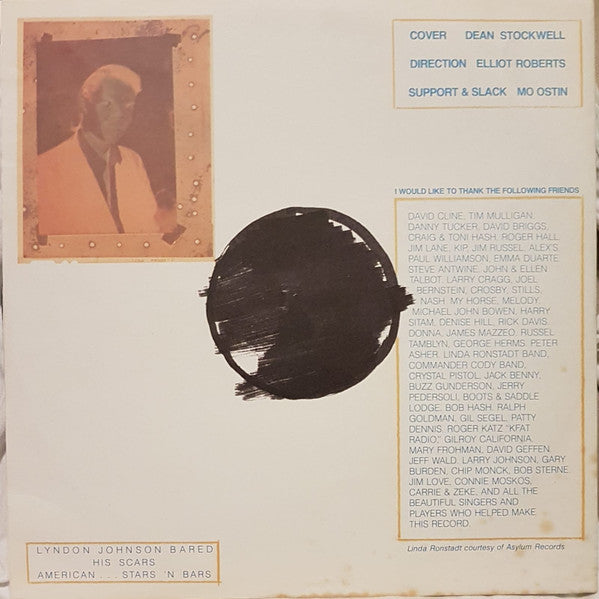 COVER DEAN STOCKWELL
DIRECTION ELLIOT ROBERTS
SUPPORT & SLACK MO OSTIN
I WOULD LIKE TO THANK THE FOLLOWING FRIENDS
DAVID CLINE, TIM MULLIGAN,
DANNY TUCKER, DAVID BRIGGS,
CRAIG & TONI HASH, ROGER HALL,
JIM LANE, KIP, JIM RUSSEL, ALEX'S
PAUL WILLIAMSON, EMMA DUARTE,
STEVE ANTWINE, JOHN & ELLEN
TALBOT, LARRY CRAGG, JOEL
BERNSTEIN, CROSBY, STILLS,
NASH, MY HORSE, MELODY,
MICHAEL JOHN BOWEN, HARRY
SITAM, DENISE HILL, RICK DAVIS,
DONNA, JAMES MAZZEO, RUSSEL
TAMBLYN, GEORGE HERMS, PETER
ASHER, LINDA RONSTADT BAND,
COMMANDER CODY BAND,
CRYSTAL PISTOL, JACK BENNY,
BUZZ GUNDERSON, JERRY
PEDERSOLI, BOOTS & SADDLE
LODGE, BOB HASH, RALPH
GOLDMAN, GIL SEGEL, PATTY
DENNIS, ROGER KATZ "KFAT
RADIO," GILROY CALIFORNIA,
MARY FROHMAN, DAVID GEFFEN,
JEFF WALD, LARRY JOHNSON, GARY
BURDEN, CHIP MONCK, BOB STERNE,
JIM LOVE, CONNIE MOSKOS,
CARRIE & ZEKE, AND ALL THE
BEAUTIFUL SINGERS AND
PLAYERS WHO HELPED MAKE
THIS RECORD.
Linda Ronstadt courtesy of Asylum Records
LYNDON JOHNSON BARED
HIS SCARS
AMERICAN . . . STARS 'N BARS